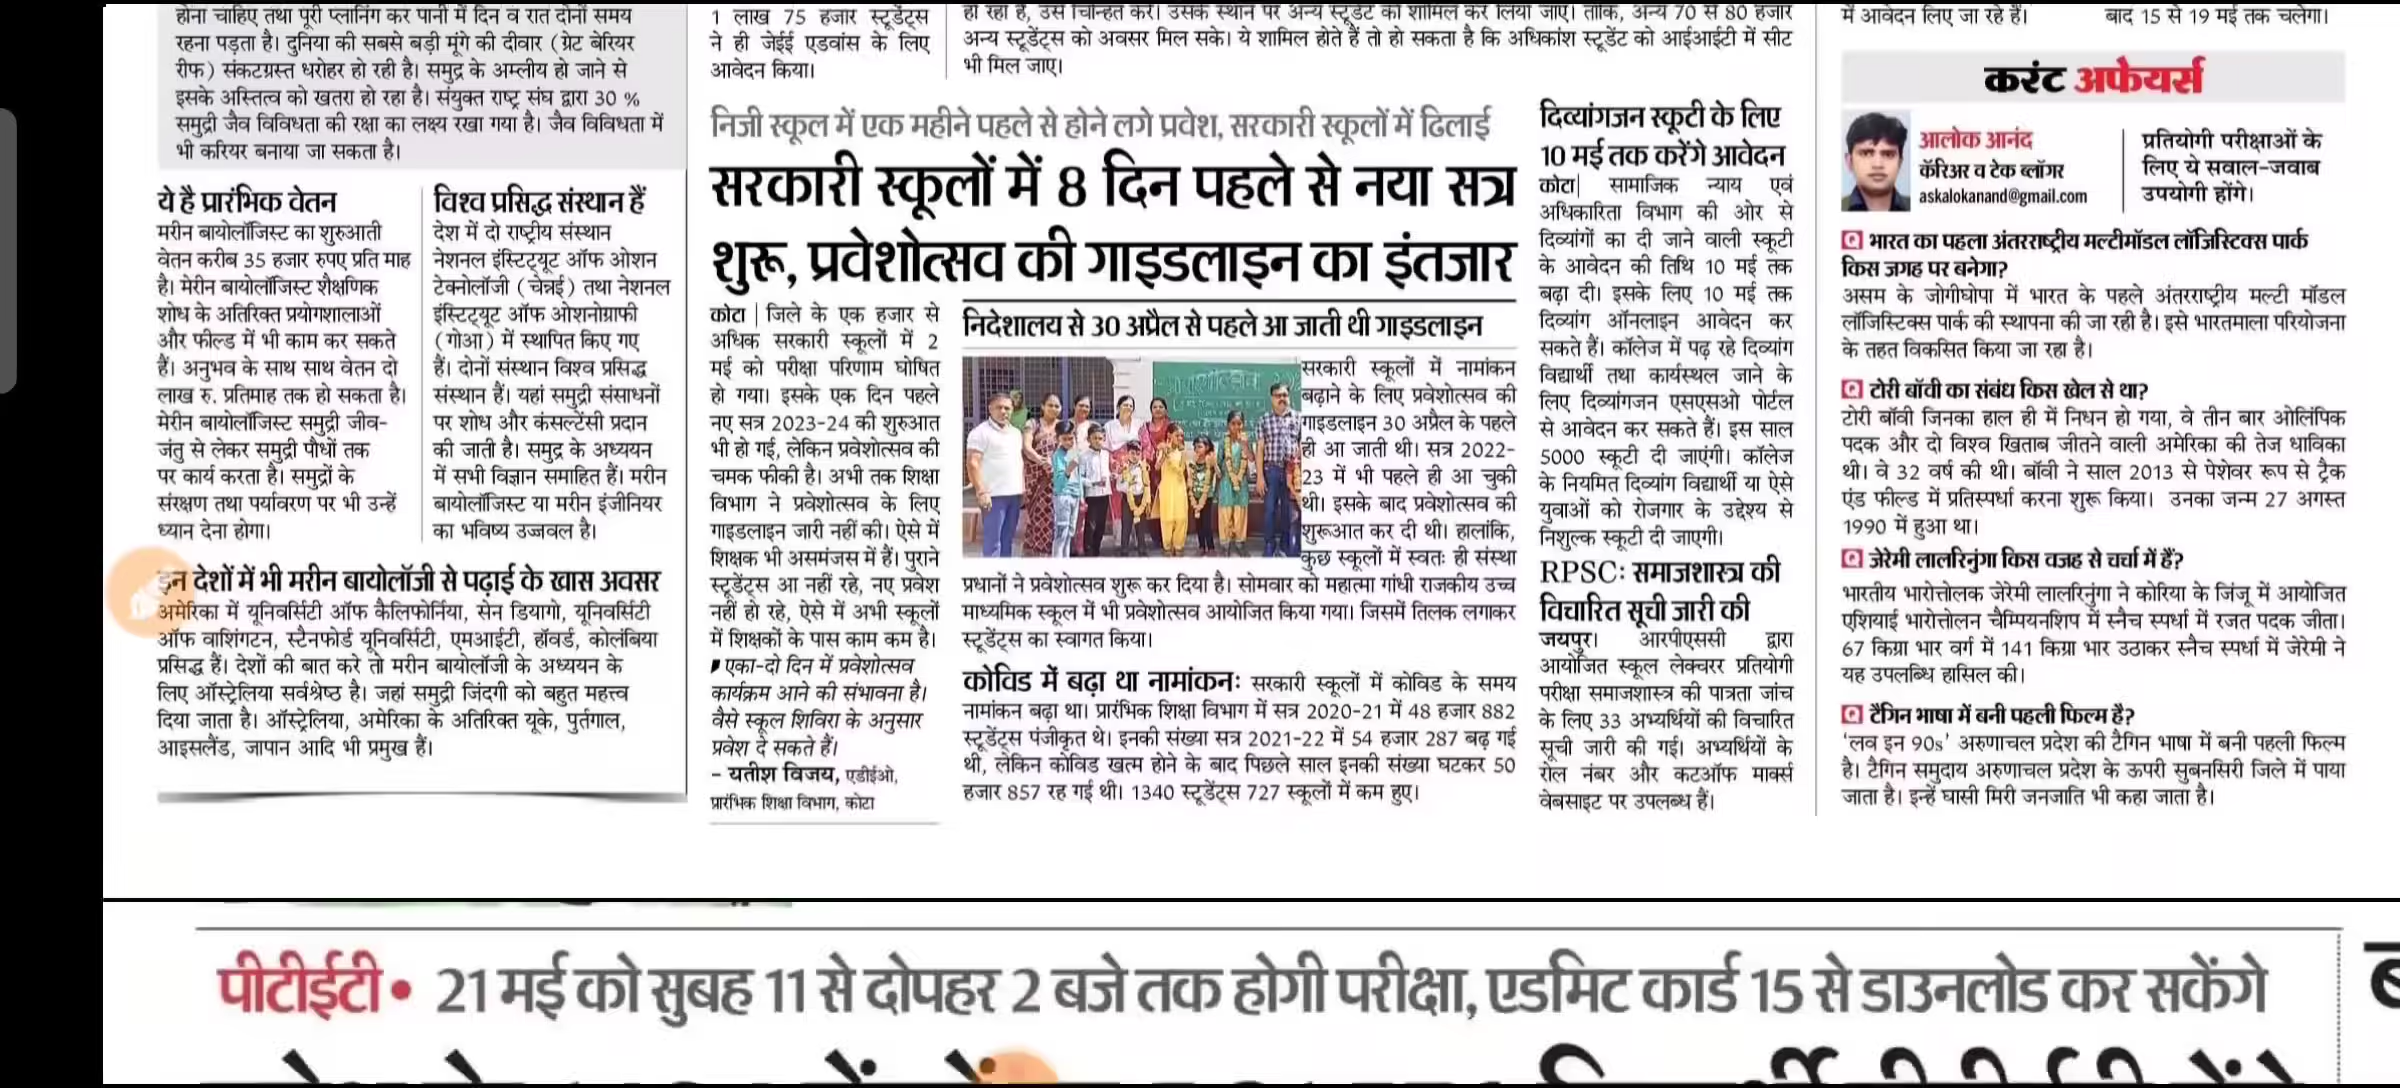 होना चाहिए तथा पूरी प्लानिंग कर पानी में दिन व रात दोनों समय
रहना पड़ता है। दुनिया की सबसे बड़ी मूंगे की दीवार (ग्रेट बेरियर
रीफ) संकटग्रस्त धरोहर हो रही है। समुद्र के अम्लीय हो जाने से
इसके अस्तित्व को खतरा हो रहा है। संयुक्त राष्ट्र संघ द्वारा 30 %
समुद्री जैव विविधता की रक्षा का लक्ष्य रखा गया है। जैव विविधता में
भी करियर बनाया जा सकता है।
ये है प्रारंभिक वेतन
मरीन बायोलॉजिस्ट का शुरुआती
वेतन करीब 35 हजार रुपए प्रति माह
है। मेरीन बायोलॉजिस्ट शैक्षणिक
शोध के अतिरिक्त प्रयोगशालाओं
और फील्ड में भी काम कर सकते
हैं। अनुभव के साथ साथ वेतन दो
लाख रु. प्रतिमाह तक हो सकता है।
मेरीन बायोलॉजिस्ट समुद्री जीव-
जंतु से लेकर समुद्री पौधों तक
पर कार्य करता है। समुद्रों के
संरक्षण तथा पर्यावरण पर भी उन्हें
ध्यान देना होगा।
विश्व प्रसिद्ध संस्थान हैं
देश में दो राष्ट्रीय संस्थान
नेशनल इंस्टिट्यूट ऑफ ओशन
टेक्नोलॉजी (चेन्नई) तथा नेशनल
इंस्टिट्यूट ऑफ ओशनोग्राफी
(गोआ) में स्थापित किए गए
हैं। दोनों संस्थान विश्व प्रसिद्ध
संस्थान हैं। यहां समुद्री संसाधनों
पर शोध और कंसल्टेंसी प्रदान
की जाती है। समुद्र के अध्ययन
में सभी विज्ञान समाहित हैं। मरीन
बायोलॉजिस्ट या मरीन इंजीनियर
का भविष्य उज्जवल है।
इन देशों में भी मरीन बायोलॉजी से पढ़ाई के खास अवसर
अमेरिका में यूनिवर्सिटी ऑफ कैलिफोर्निया, सेन डियागो, यूनिवर्सिटी
ऑफ वाशिंगटन, स्टैनफोर्ड यूनिवर्सिटी, एमआईटी, हॉवर्ड, कोलंबिया
प्रसिद्ध हैं। देशों की बात करे तो मरीन बायोलॉजी के अध्ययन के
लिए ऑस्ट्रेलिया सर्वश्रेष्ठ है। जहां समुद्री जिंदगी को बहुत महत्त्व
दिया जाता है। ऑस्ट्रेलिया, अमेरिका के अतिरिक्त यूके, पुर्तगाल,
आइसलैंड, जापान आदि भी प्रमुख हैं।
1 लाख 75 हजार स्टूडेंट्स
ने ही जेईई एडवांस के लिए
आवेदन किया।
हो रहा है, उसे चिन्हित करें। उसके स्थान पर अन्य स्टूडेंट को शामिल कर लिया जाए। ताकि, अन्य 70 से 80 हजार
अन्य स्टूडेंट्स को अवसर मिल सके। ये शामिल होते हैं तो हो सकता है कि अधिकांश स्टूडेंट को आईआईटी में सीट
भी मिल जाए।
निजी स्कूल में एक महीने पहले से होने लगे प्रवेश, सरकारी स्कूलों में ढिलाई
सरकारी स्कूलों में 8 दिन पहले से नया सत्र
शुरू, प्रवेशोत्सव की गाइडलाइन का इंतजार
कोटा | जिले के एक हजार से
अधिक सरकारी स्कूलों में 2
मई को परीक्षा परिणाम घोषित
हो गया। इसके एक दिन पहले
नए सत्र 2023-24 की शुरुआत
भी हो गई, लेकिन प्रवेशोत्सव की
चमक फीकी है। अभी तक शिक्षा
विभाग ने प्रवेशोत्सव के लिए
गाइडलाइन जारी नहीं की। ऐसे में
शिक्षक भी असमंजस में हैं। पुराने
स्टूडेंट्स आ नहीं रहे, नए प्रवेश
नहीं हो रहे, ऐसे में अभी स्कूलों
में शिक्षकों के पास काम कम है।
एका-दो दिन में प्रवेशोत्सव
कार्यक्रम आने की संभावना है।
वैसे स्कूल शिविरा के अनुसार
प्रवेश दे सकते हैं।
- यतीश विजय, एडीईओ,
प्रारंभिक शिक्षा विभाग, कोटा
निदेशालय से 30 अप्रैल से पहले आ जाती थी गाइडलाइन
सरकारी स्कूलों में नामांकन
बढ़ाने के लिए प्रवेशोत्सव की
गाइडलाइन 30 अप्रैल के पहले
ही आ जाती थी। सत्र 2022-
23 में भी पहले ही आ चुकी
थी। इसके बाद प्रवेशोत्सव की
शुरूआत कर दी थी। हालांकि,
कुछ स्कूलों में स्वतः ही संस्था
प्रधानों ने प्रवेशोत्सव शुरू कर दिया है। सोमवार को महात्मा गांधी राजकीय उच्च
माध्यमिक स्कूल में भी प्रवेशोत्सव आयोजित किया गया। जिसमें तिलक लगाकर
स्टूडेंट्स का स्वागत किया।
कोविड में बढ़ा था नामांकनः सरकारी स्कूलों में कोविड के समय
नामांकन बढ़ा था। प्रारंभिक शिक्षा विभाग में सत्र 2020-21 में 48 हजार 882
स्टूडेंट्स पंजीकृत थे। इनकी संख्या सत्र 2021-22 में 54 हजार 287 बढ़ गई
थी, लेकिन कोविड खत्म होने के बाद पिछले साल इनकी संख्या घटकर 50
हजार 857 रह गई थी। 1340 स्टूडेंट्स 727 स्कूलों में कम हुए।
दिव्यांगजन स्कूटी के लिए
10 मई तक करेंगे आवेदन
कोटा| सामाजिक न्याय एवं
अधिकारिता विभाग की ओर से
दिव्यांगों का दी जाने वाली स्कूटी
के आवेदन की तिथि 10 मई तक
बढ़ा दी। इसके लिए 10 मई तक
दिव्यांग ऑनलाइन आवेदन कर
सकते हैं। कॉलेज में पढ़ रहे दिव्यांग
विद्यार्थी तथा कार्यस्थल जाने के
लिए दिव्यांगजन एसएसओ पोर्टल
से आवेदन कर सकते हैं। इस साल
5000 स्कूटी दी जाएंगी। कॉलेज
के नियमित दिव्यांग विद्यार्थी या ऐसे
युवाओं को रोजगार के उद्देश्य से
निशुल्क स्कूटी दी जाएगी।
RPSC: समाजशास्त्र की
विचारित सूची जारी की
जयपुर। आरपीएससी द्वारा
आयोजित स्कूल लेक्चरर प्रतियोगी
परीक्षा समाजशास्त्र की पात्रता जांच
के लिए 33 अभ्यर्थियों की विचारित
सूची जारी की गई। अभ्यर्थियों के
रोल नंबर और कटऑफ मार्क्स
वेबसाइट पर उपलब्ध हैं।
में आवेदन लिए जा रहे हैं।
बाद 15 से 19 मई तक चलेगा।
करंट अफेयर्स
आलोक आनंद
कॅरिअर व टेक ब्लॉगर
askalokanand@gmail.com
प्रतियोगी परीक्षाओं के
लिए ये सवाल-जवाब
उपयोगी होंगे।
Q भारत का पहला अंतरराष्ट्रीय मल्टीमॉडल लॉजिस्टिक्स पार्क
किस जगह पर बनेगा?
असम के जोगीघोपा में भारत के पहले अंतरराष्ट्रीय मल्टी मॉडल
लॉजिस्टिक्स पार्क की स्थापना की जा रही है। इसे भारतमाला परियोजना
के तहत विकसित किया जा रहा है।
Q टोरी बॉवी का संबंध किस खेल से था?
टोरी बॉवी जिनका हाल ही में निधन हो गया, वे तीन बार ओलिंपिक
पदक और दो विश्व खिताब जीतने वाली अमेरिका की तेज धाविका
थी। वे 32 वर्ष की थी। बॉवी ने साल 2013 से पेशेवर रूप से ट्रैक
एंड फील्ड में प्रतिस्पर्धा करना शुरू किया। उनका जन्म 27 अगस्त
1990 में हुआ था।
Q जेरेमी लालरिनुंगा किस वजह से चर्चा में हैं?
भारतीय भारोत्तोलक जेरेमी लालरिनुंगा ने कोरिया के जिंजू में आयोजित
एशियाई भारोत्तोलन चैम्पियनशिप में स्नैच स्पर्धा में रजत पदक जीता।
67 किग्रा भार वर्ग में 141 किग्रा भार उठाकर स्नैच स्पर्धा में जेरेमी ने
यह उपलब्धि हासिल की।
Q टैगिन भाषा में बनी पहली फिल्म है?
'लव इन 90s' अरुणाचल प्रदेश की टैगिन भाषा में बनी पहली फिल्म
है। टैगिन समुदाय अरुणाचल प्रदेश के ऊपरी सुबनसिरी जिले में पाया
जाता है। इन्हें घासी मिरी जनजाति भी कहा जाता है।
पीटीईटी• 21 मई को सुबह 11 से दोपहर 2 बजे तक होगी परीक्षा, एडमिट कार्ड 15 से डाउनलोड कर सकेंगे